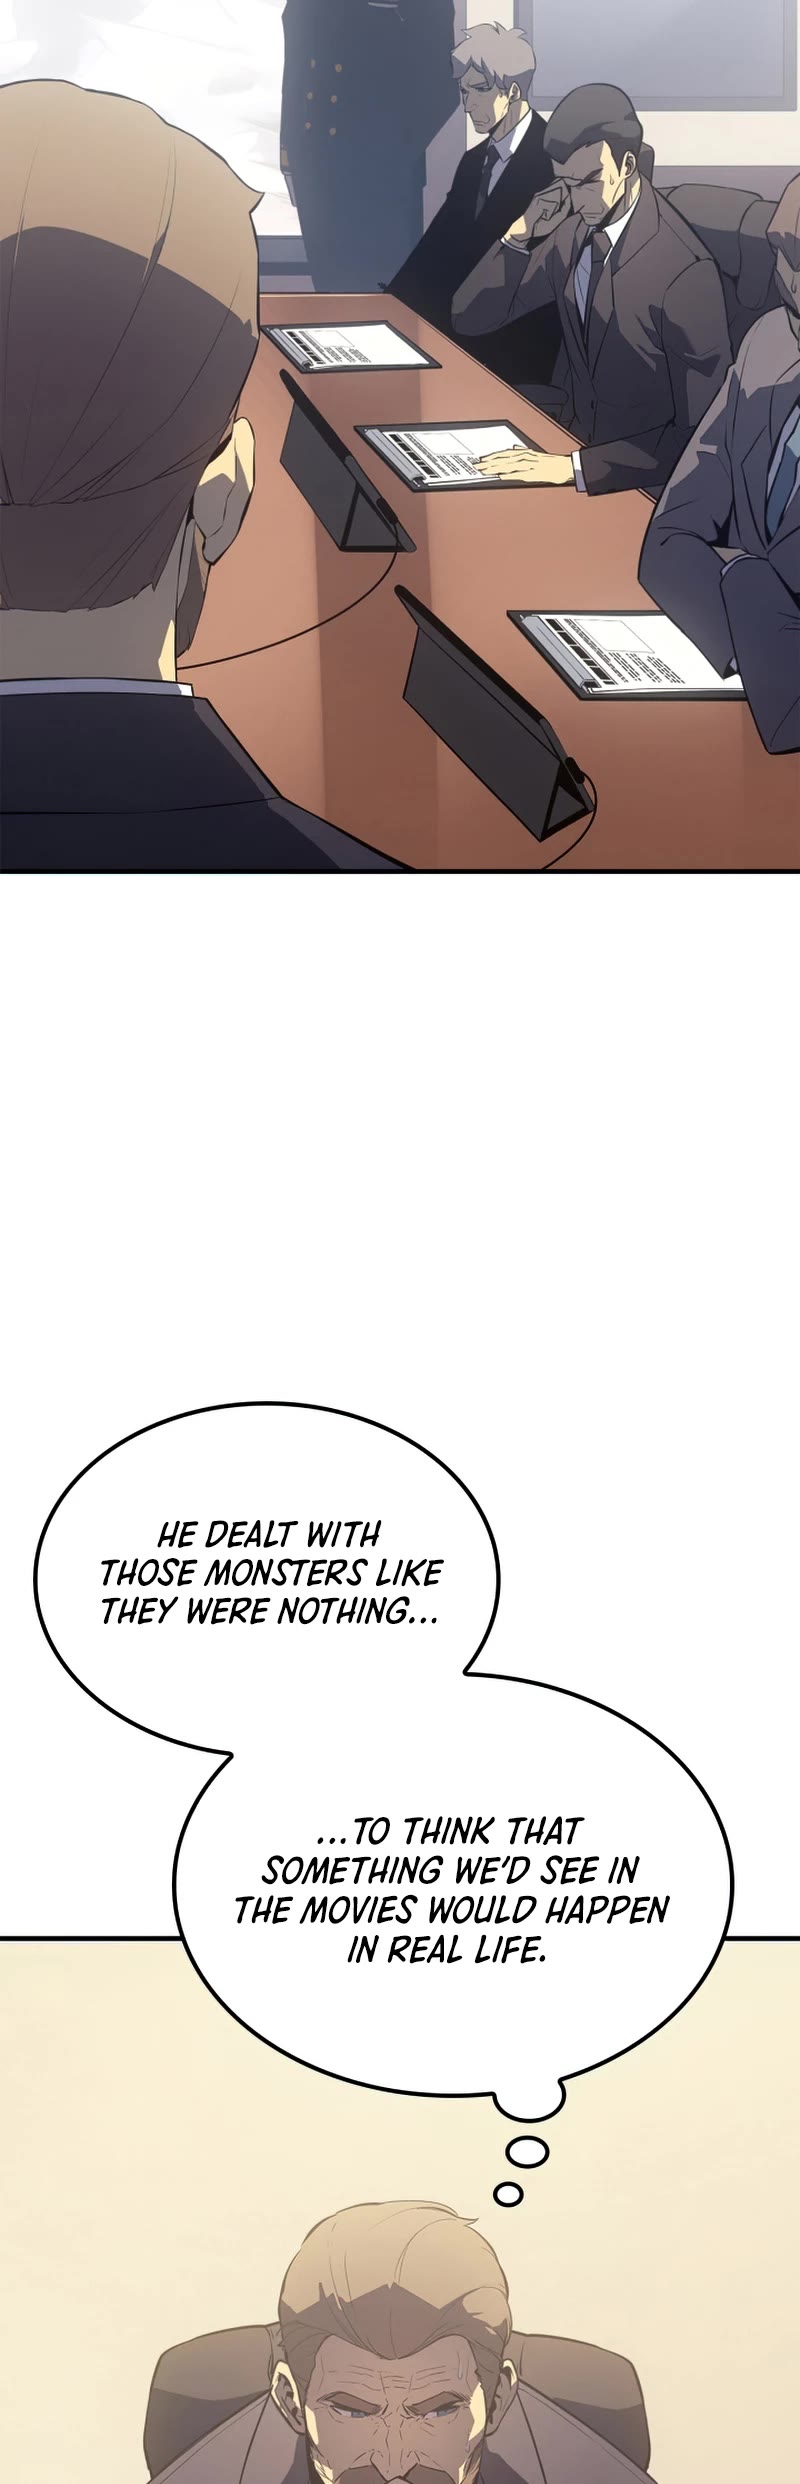 HE DEALT WITH
THOSE MONSTERS LIKE
THEY WERE NOTHING...
...TO THINK THAT
SOMETHING WE'D SEE IN
THE MOVIES WOULD HAPPEN
IN REAL LIFE.